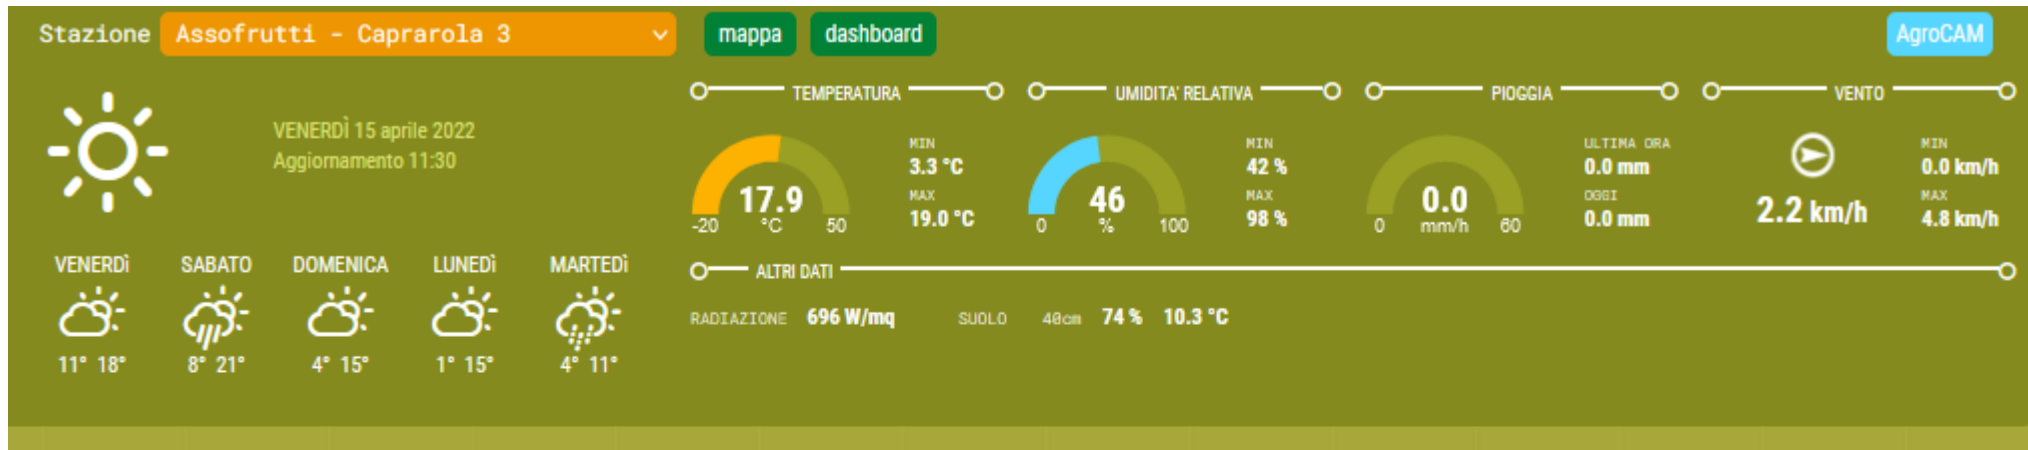 Stazione Assofrutti - Caprarola 3 mappa dashboard AgroCAM
VENERDÌ 15 aprile 2022
Aggiornamento 11:30
TEMPERATURA
17.9
°C
-20 50
MIN
3.3 °C
MAX
19.0 °C
UMIDITA' RELATIVA
46
%
0 100
MIN
42 %
MAX
98 %
PIOGGIA
0.0
mm/h
0 60
ULTIMA ORA
0.0 mm
OGGI
0.0 mm
VENTO
2.2 km/h
MIN
0.0 km/h
MAX
4.8 km/h
VENERDÌ SABATO DOMENICA LUNEDÌ MARTEDÌ
11° 18° 8° 21° 4° 15° 1° 15° 4° 11°
ALTRI DATI
RADIAZIONE 696 W/mq SUOLO 40cm 74 % 10.3 °C